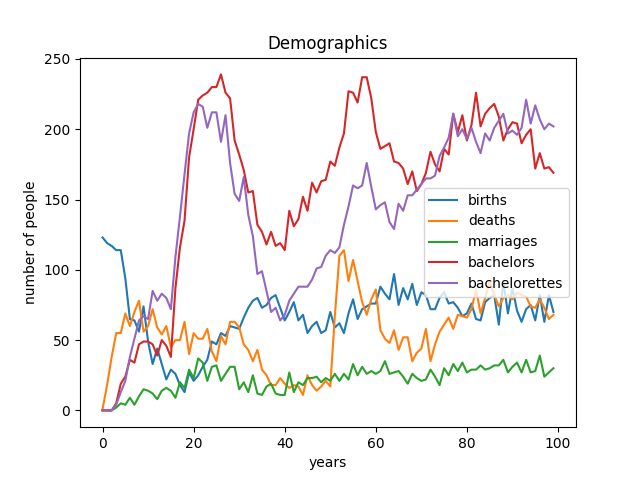 Demographics
250
200
150
100
50
0
number of people
births
deaths
marriages
bachelors
bachelorettes
0 20 40 60 80 100
years